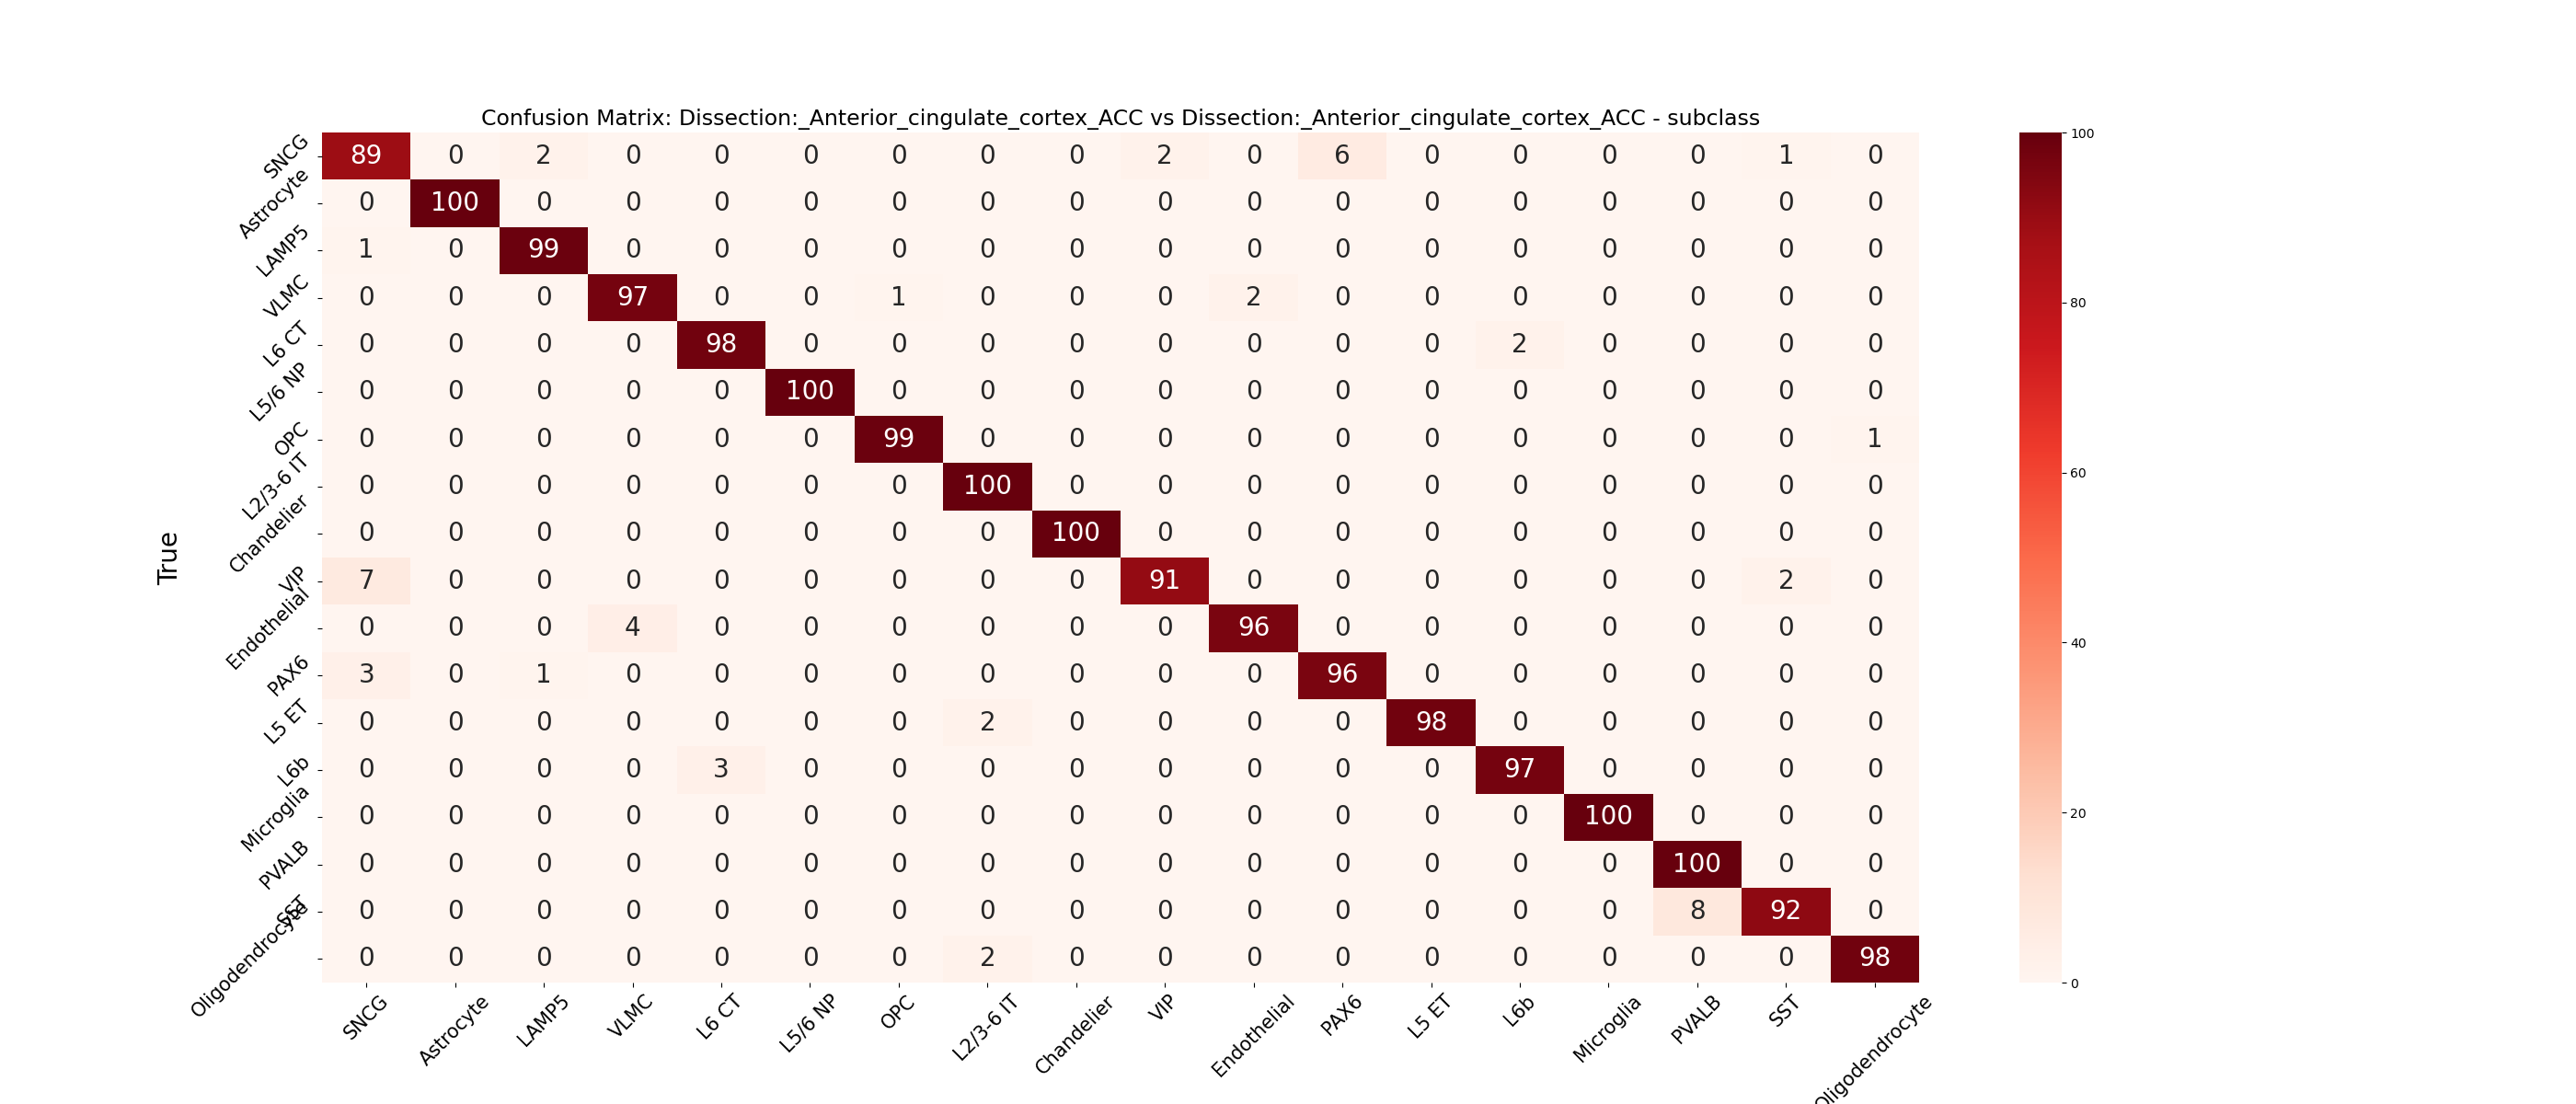 Confusion Matrix: Dissection:_Anterior_cingulate_cortex_ACC vs Dissection:_Anterior_cingulate_cortex_ACC - subclass
True
SNCG 89 0 2 0 0 0 0 0 0 2 0 6 0 0 0 0 1 0
Astrocyte 0 100 0 0 0 0 0 0 0 0 0 0 0 0 0 0 0 0
LAMP5 1 0 99 0 0 0 0 0 0 0 0 0 0 0 0 0 0 0
VLMC 0 0 0 97 0 0 1 0 0 0 2 0 0 0 0 0 0 0
L6 CT 0 0 0 0 98 0 0 0 0 0 0 0 0 2 0 0 0 0
L5/6 NP 0 0 0 0 0 100 0 0 0 0 0 0 0 0 0 0 0 0
OPC 0 0 0 0 0 0 99 0 0 0 0 0 0 0 0 0 0 1
L2/3-6 IT 0 0 0 0 0 0 0 100 0 0 0 0 0 0 0 0 0 0
Chandelier 0 0 0 0 0 0 0 0 100 0 0 0 0 0 0 0 0 0
VIP 7 0 0 0 0 0 0 0 0 91 0 0 0 0 0 0 2 0
Endothelial 0 0 0 4 0 0 0 0 0 0 96 0 0 0 0 0 0 0
PAX6 3 0 1 0 0 0 0 0 0 0 0 96 0 0 0 0 0 0
L5 ET 0 0 0 0 0 0 0 2 0 0 0 0 98 0 0 0 0 0
L6b 0 0 0 0 3 0 0 0 0 0 0 0 0 97 0 0 0 0
Microglia 0 0 0 0 0 0 0 0 0 0 0 0 0 0 100 0 0 0
PVALB 0 0 0 0 0 0 0 0 0 0 0 0 0 0 0 100 0 0
SST 0 0 0 0 0 0 0 0 0 0 0 0 0 0 0 8 92 0
Oligodendrocyte 0 0 0 0 0 0 0 2 0 0 0 0 0 0 0 0 0 98
SNCG Astrocyte LAMP5 VLMC L6 CT L5/6 NP OPC L2/3-6 IT Chandelier VIP Endothelial PAX6 L5 ET L6b Microglia PVALB SST Oligodendrocyte
100
80
60
40
20
0